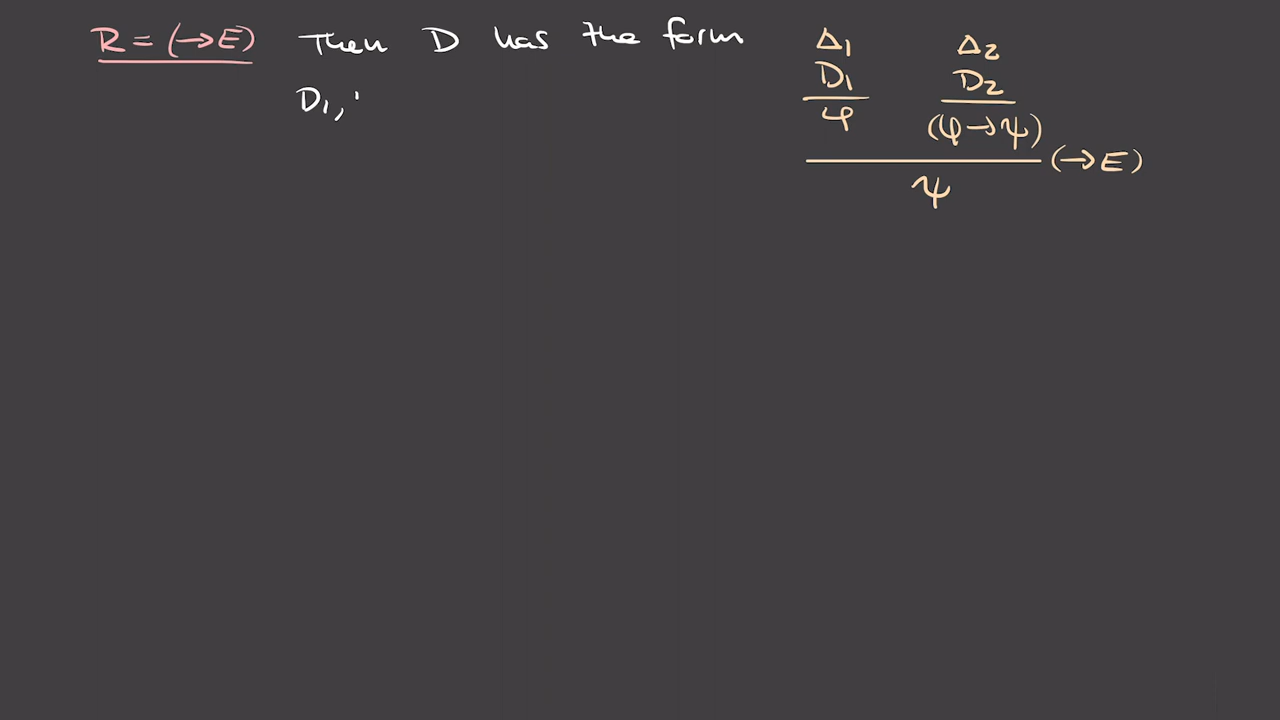 R = (→E) Then D has the form
D₁,
Δ₁ Δ₂
D₁ D₂
φ (φ→ψ)
(→E)
ψ